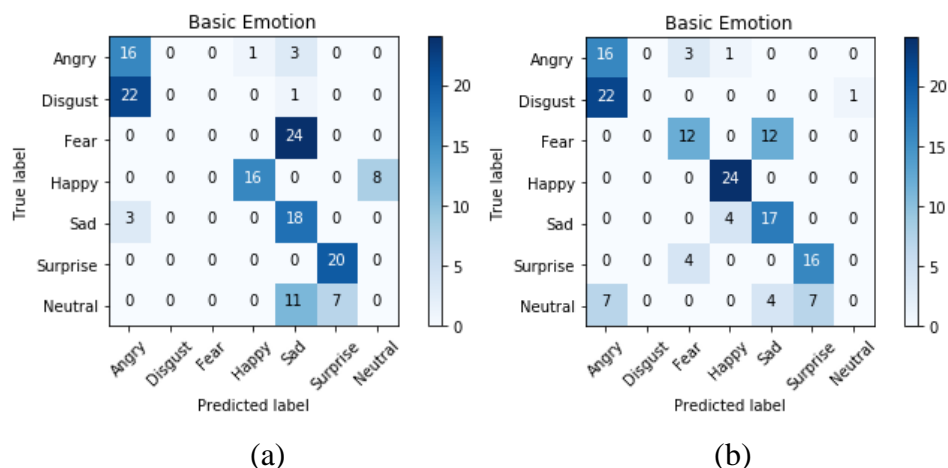 Basic Emotion
True label
Angry 16 0 0 1 3 0 0
Disgust 22 0 0 0 1 0 0
Fear 0 0 0 0 24 0 0
Happy 0 0 0 16 0 0 8
Sad 3 0 0 0 18 0 0
Surprise 0 0 0 0 0 20 0
Neutral 0 0 0 0 11 7 0
Angry Disgust Fear Happy Sad Surprise Neutral
Predicted label
20
15
10
5
0
(a)
Basic Emotion
True label
Angry 16 0 3 1 0 0 0
Disgust 22 0 0 0 0 0 1
Fear 0 0 12 0 12 0 0
Happy 0 0 0 24 0 0 0
Sad 0 0 0 4 17 0 0
Surprise 0 0 4 0 0 16 0
Neutral 7 0 0 0 4 7 0
Angry Disgust Fear Happy Sad Surprise Neutral
Predicted label
20
15
10
5
0
(b)